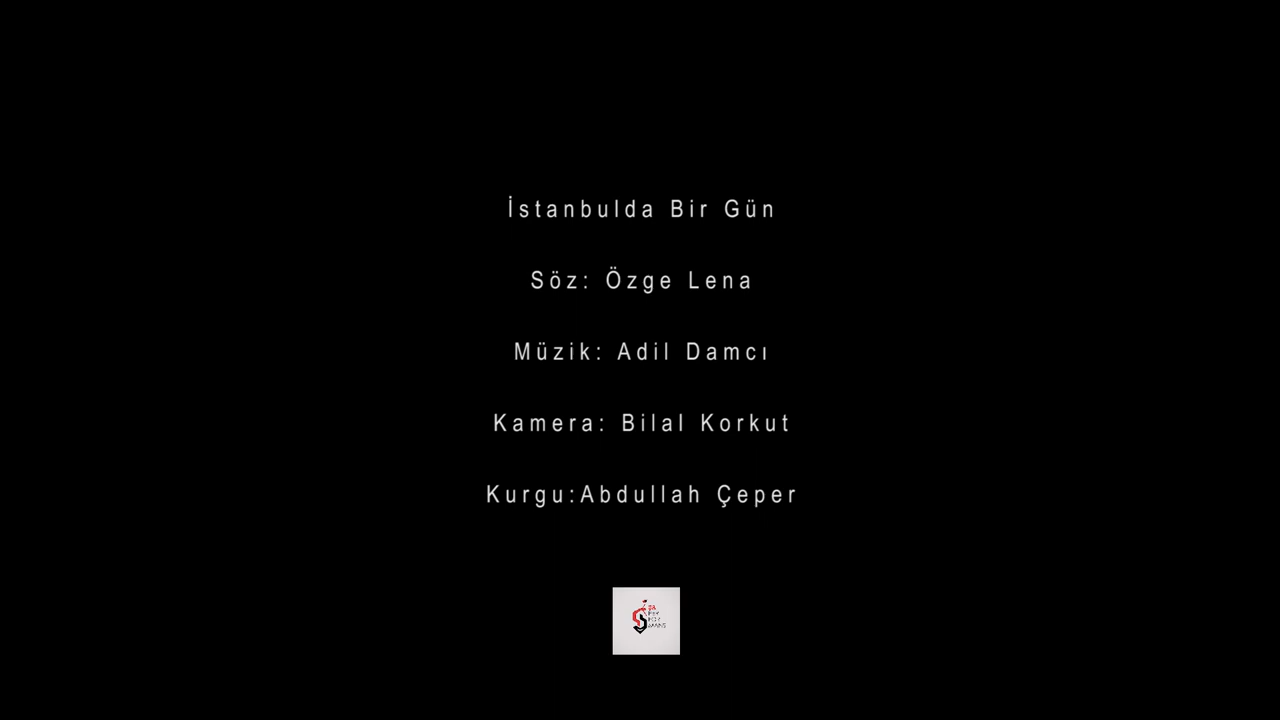 İstanbulda Bir Gün
Söz: Özge Lena
Müzik: Adil Damcı
Kamera: Bilal Korkut
Kurgu:Abdullah Çeper